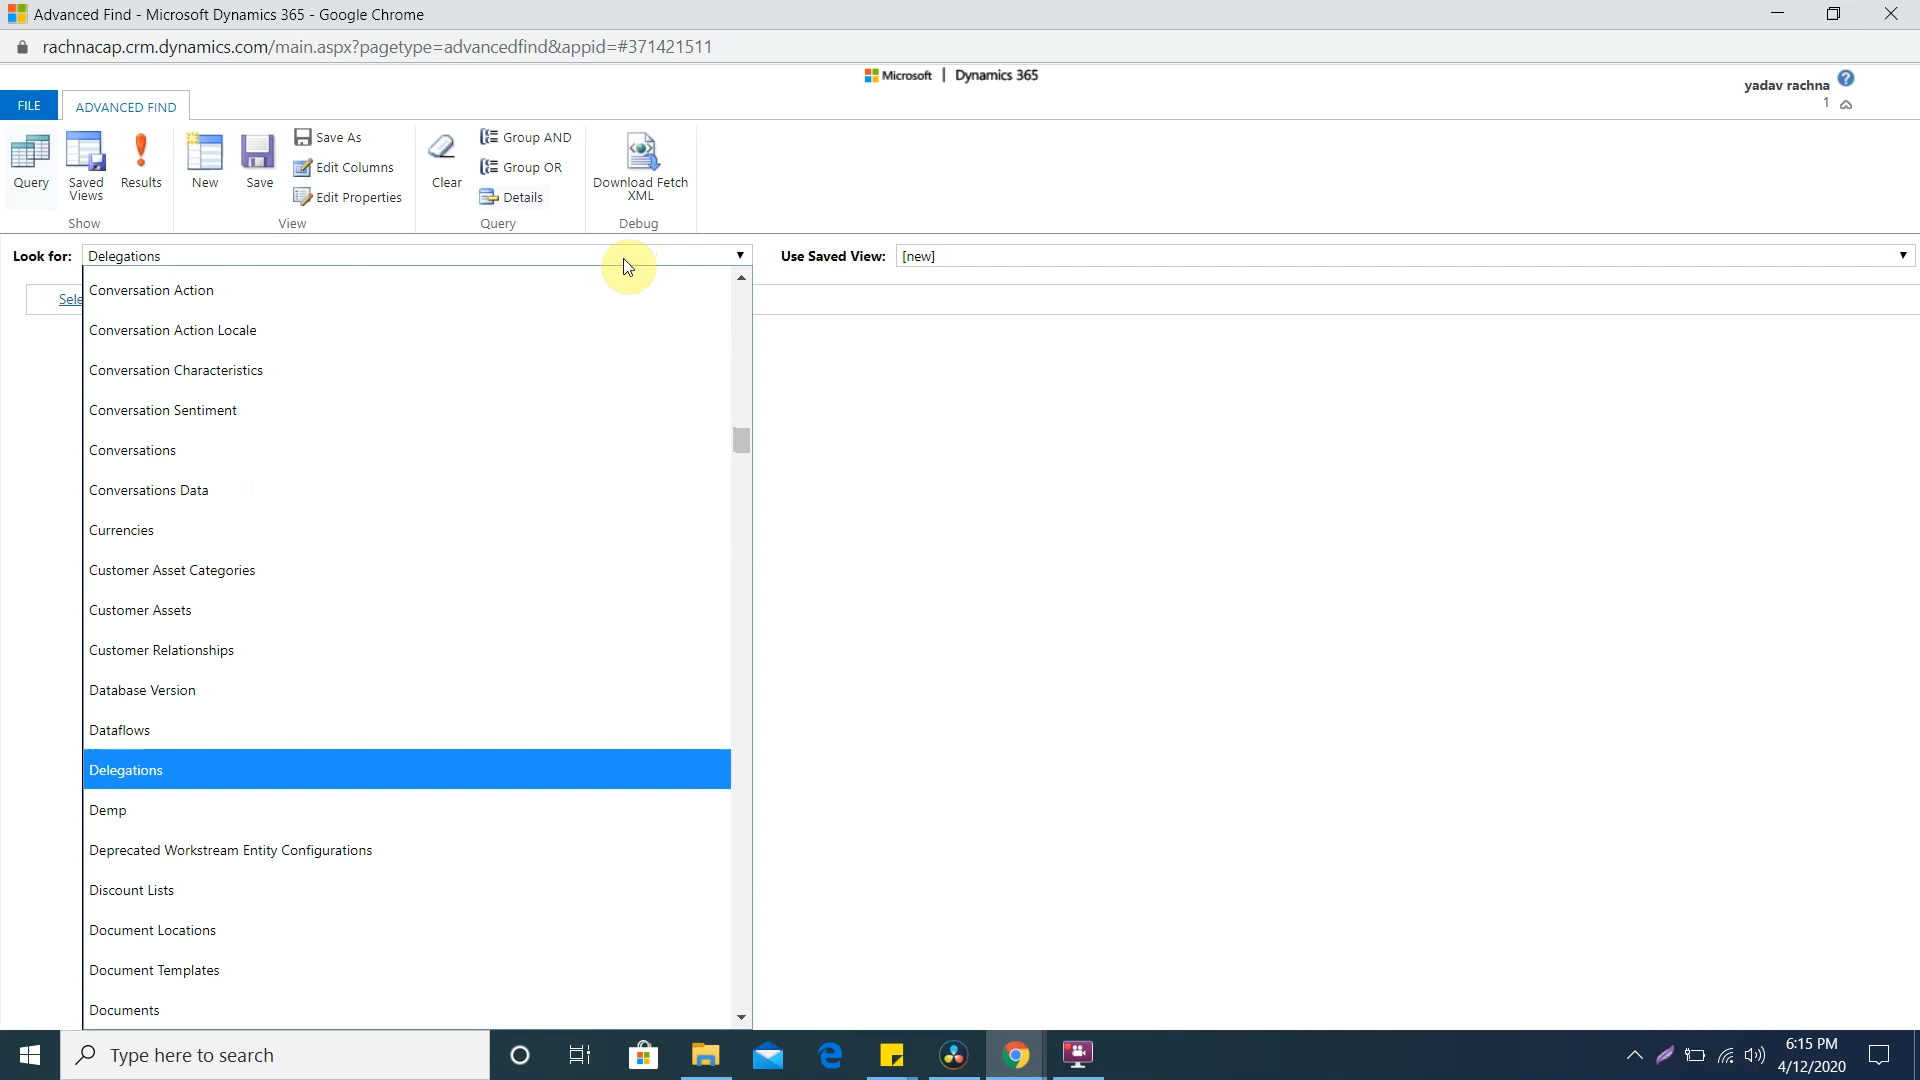 Advanced Find - Microsoft Dynamics 365 - Google Chrome
rachnacap.crm.dynamics.com/main.aspx?pagetype=advancedfind&appid=#371421511
Microsoft | Dynamics 365
yadav rachna
1
FILE
ADVANCED FIND
Query
Saved Views
Results
Show
New
Save
Save As
Edit Columns
Edit Properties
View
Clear
Group AND
Group OR
Details
Query
Download Fetch XML
Debug
Look for: Delegations
Use Saved View: [new]
Sele
Conversation Action
Conversation Action Locale
Conversation Characteristics
Conversation Sentiment
Conversations
Conversations Data
Currencies
Customer Asset Categories
Customer Assets
Customer Relationships
Database Version
Dataflows
Delegations
Demp
Deprecated Workstream Entity Configurations
Discount Lists
Document Locations
Document Templates
Documents
Type here to search
6:15 PM
4/12/2020